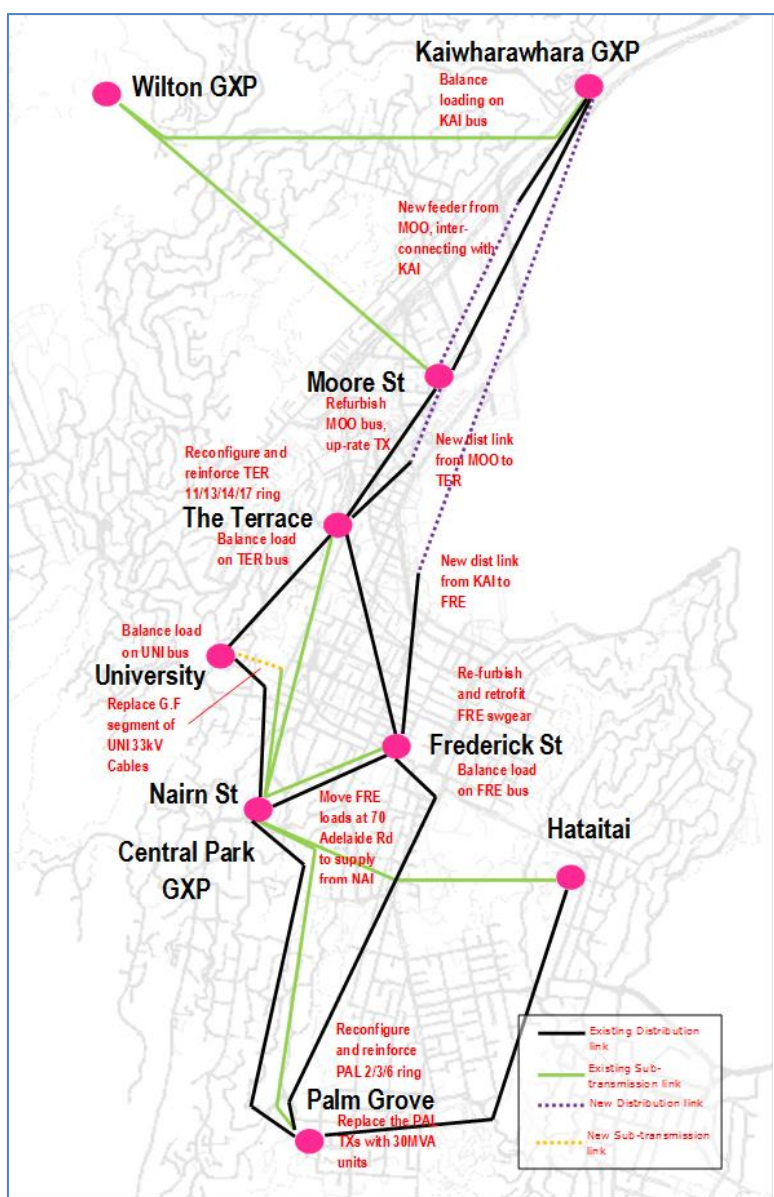 Kaiwharawhara GXP
Wilton GXP
Balance
loading on
KAI bus
New feeder from
MOO, inter-
connecting with
KAI
Moore St
Refurbish
MOO bus,
up-rate TX
Reconfigure and
reinforce TER
11/13/14/17 ring
New dist link
from MOO to
TER
The Terrace
Balance load
on TER bus
New dist link
from KAI to
FRE
Balance load
on UNI bus
University
Replace G.F
segment of
UNI 33kV
Cables
Re-furbish
and retrofit
FRE swgear
Frederick St
Balance load
on FRE bus
Nairn St
Move FRE
loads at 70
Adelaide Rd
to supply
from NAI
Central Park
GXP
Hataitai
Reconfigure
and reinforce
PAL 2/3/6 ring
Palm Grove
Replace the PAL
TXs with 30MVA
units
Existing Distribution
link
Existing Sub-
transmission link
New Distribution link
New Sub-transmission
link